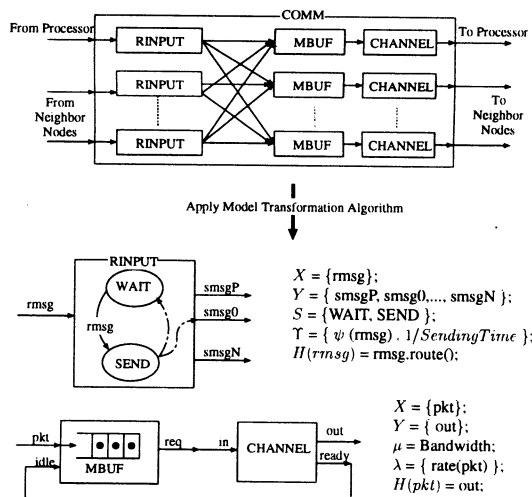 COMM
From Processor
RINPUT
MBUF
CHANNEL
To Processor
From
Neighbor
Nodes
RINPUT
MBUF
CHANNEL
To
Neighbor
Nodes
RINPUT
MBUF
CHANNEL
Apply Model Transformation Algorithm
RINPUT
WAIT
rmsg
rmsg
SEND
smsgP
smsg0
smsgN
X = {rmsg};
Y = { smsgP, smsg0,..., smsgN };
S = {WAIT, SEND };
ϒ = { ψ (rmsg) . 1/SendingTime };
H(rmsg) = rmsg.route();
pkt
idle
MBUF
req
in
CHANNEL
out
ready
X = {pkt};
Y = { out};
μ = Bandwidth;
λ = { rate(pkt) };
H(pkt) = out;